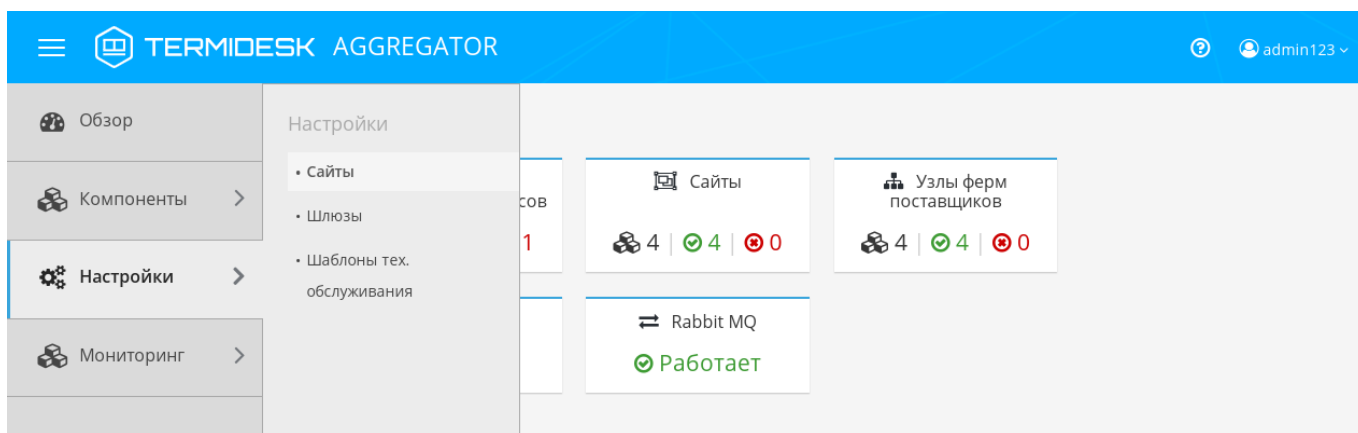 TERMIDESK AGGREGATOR
admin123
Обзор
Компоненты
Настройки
Мониторинг
Настройки
• Сайты
• Шлюзы
• Шаблоны тех.
обслуживания
сов
1
Сайты
4 | 4 | 0
Узлы ферм
поставщиков
4 | 4 | 0
Rabbit MQ
Работает